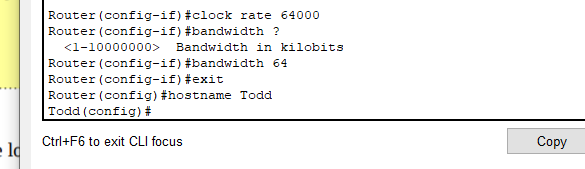 Router(config-if)#clock rate 64000
Router(config-if)#bandwidth ?
<1-10000000> Bandwidth in kilobits
Router(config-if)#bandwidth 64
Router(config-if)#exit
Router(config)#hostname Todd
Todd(config)#
Ctrl+F6 to exit CLI focus
Copy